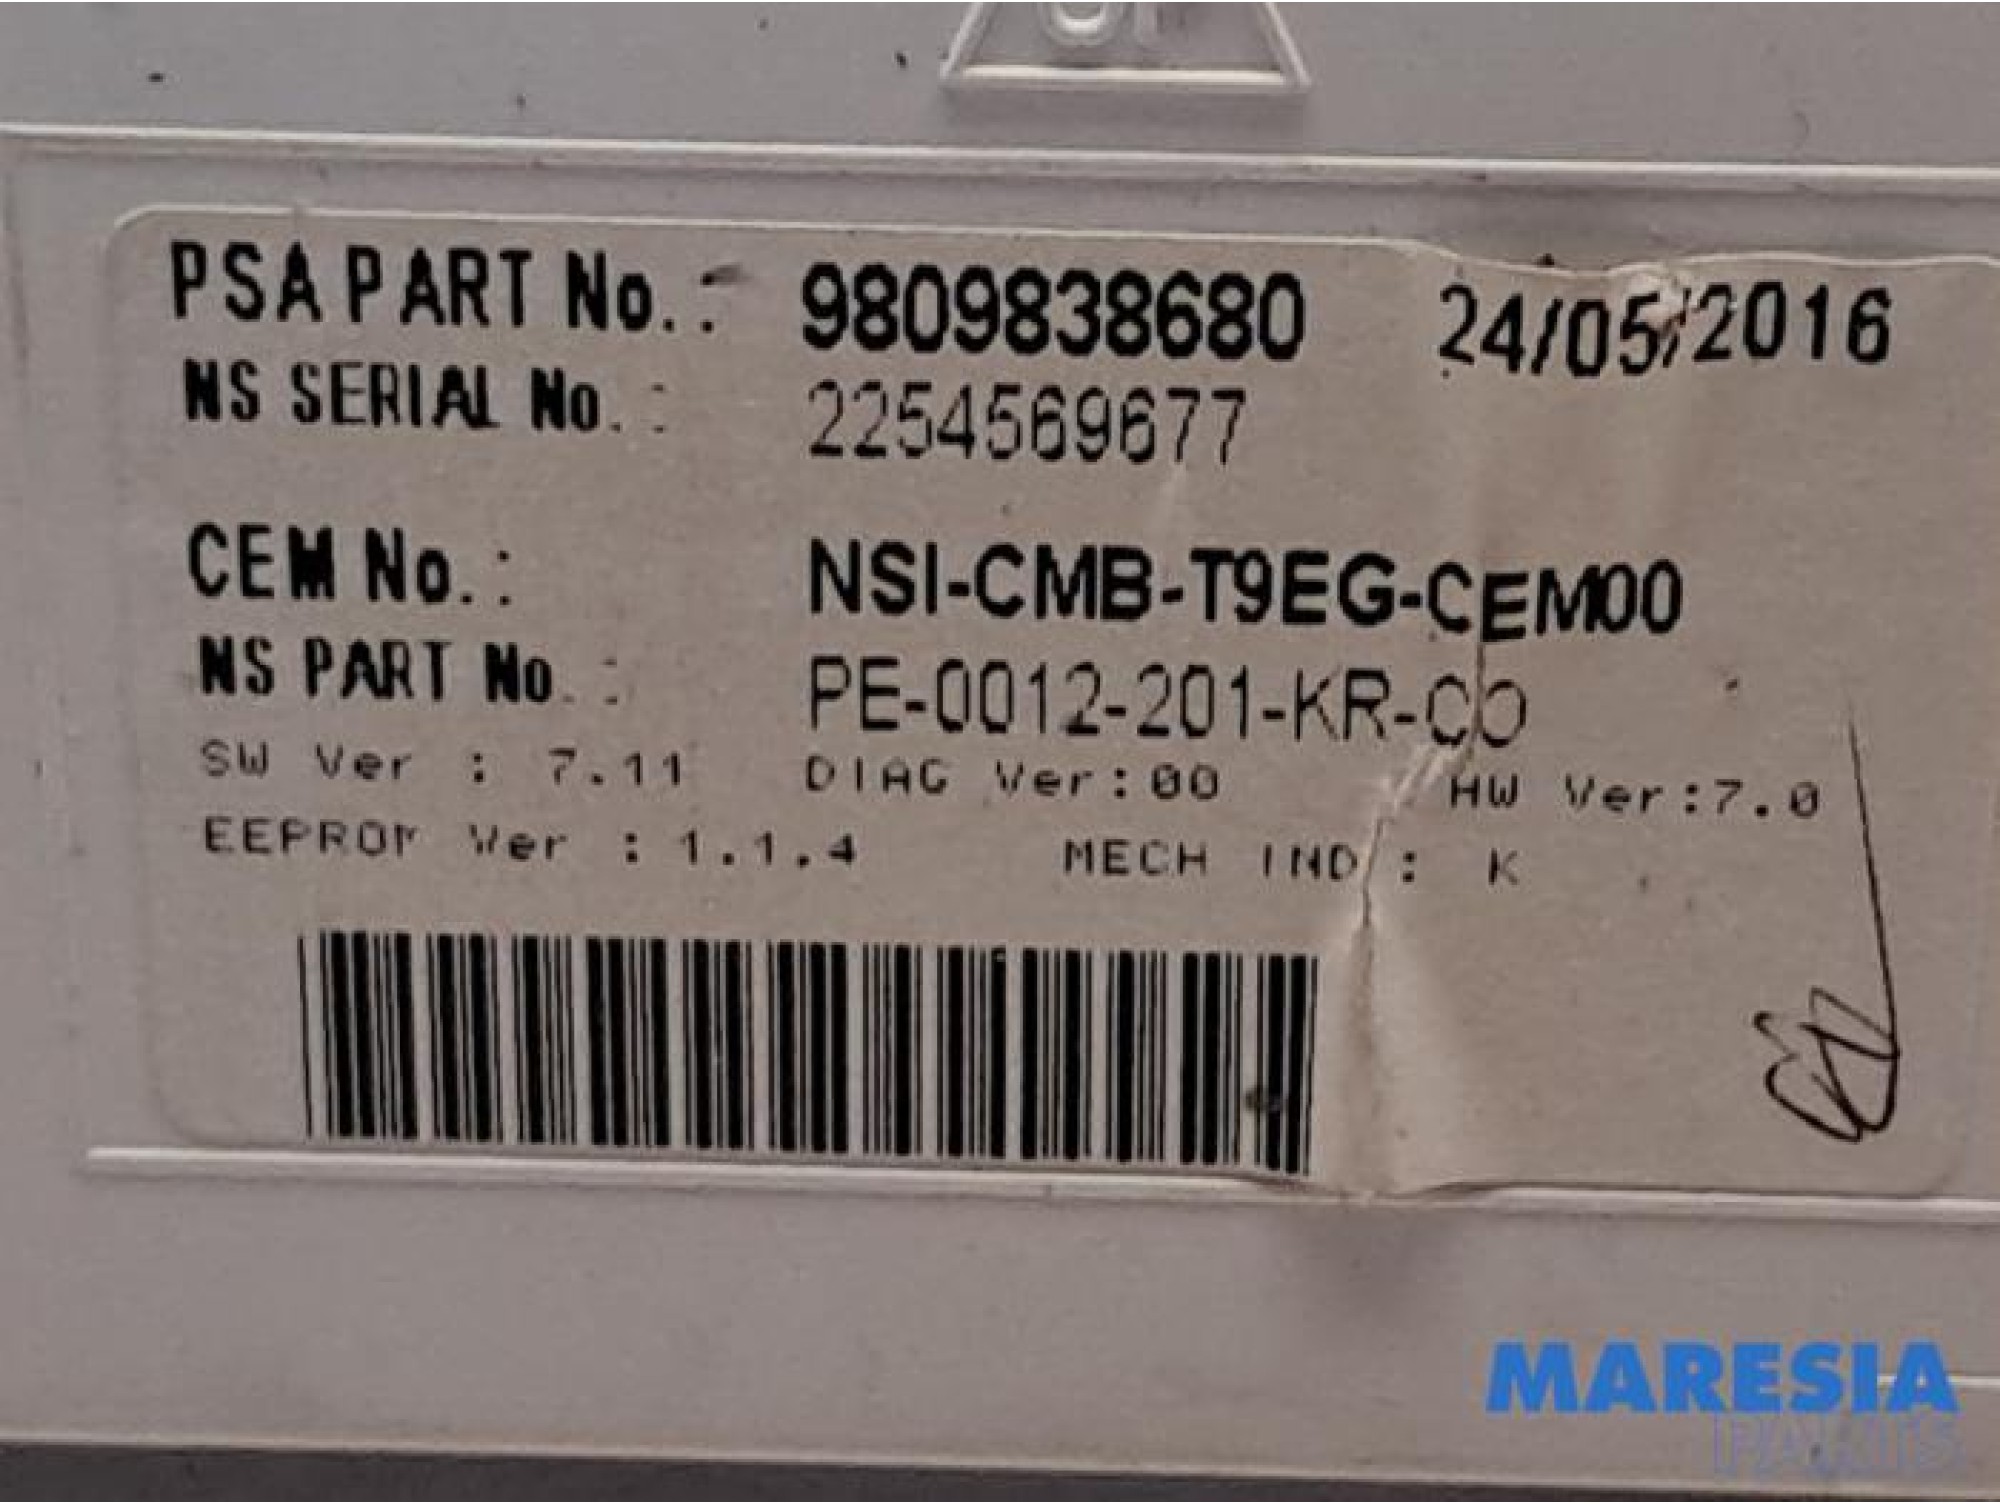 PSA PART No. : 9809838680 24/05/2016
NS SERIAL No. : 2254569677
CEM No. : NSI-CMB-T9EG-CEM00
NS PART No. : PE-0012-201-KR-C0
SW Ver : 7.11 DIAG Ver:00 HW Ver:7.0
EEPROM Ver : 1.1.4 MECH IND : K
MARESIA
PARTS